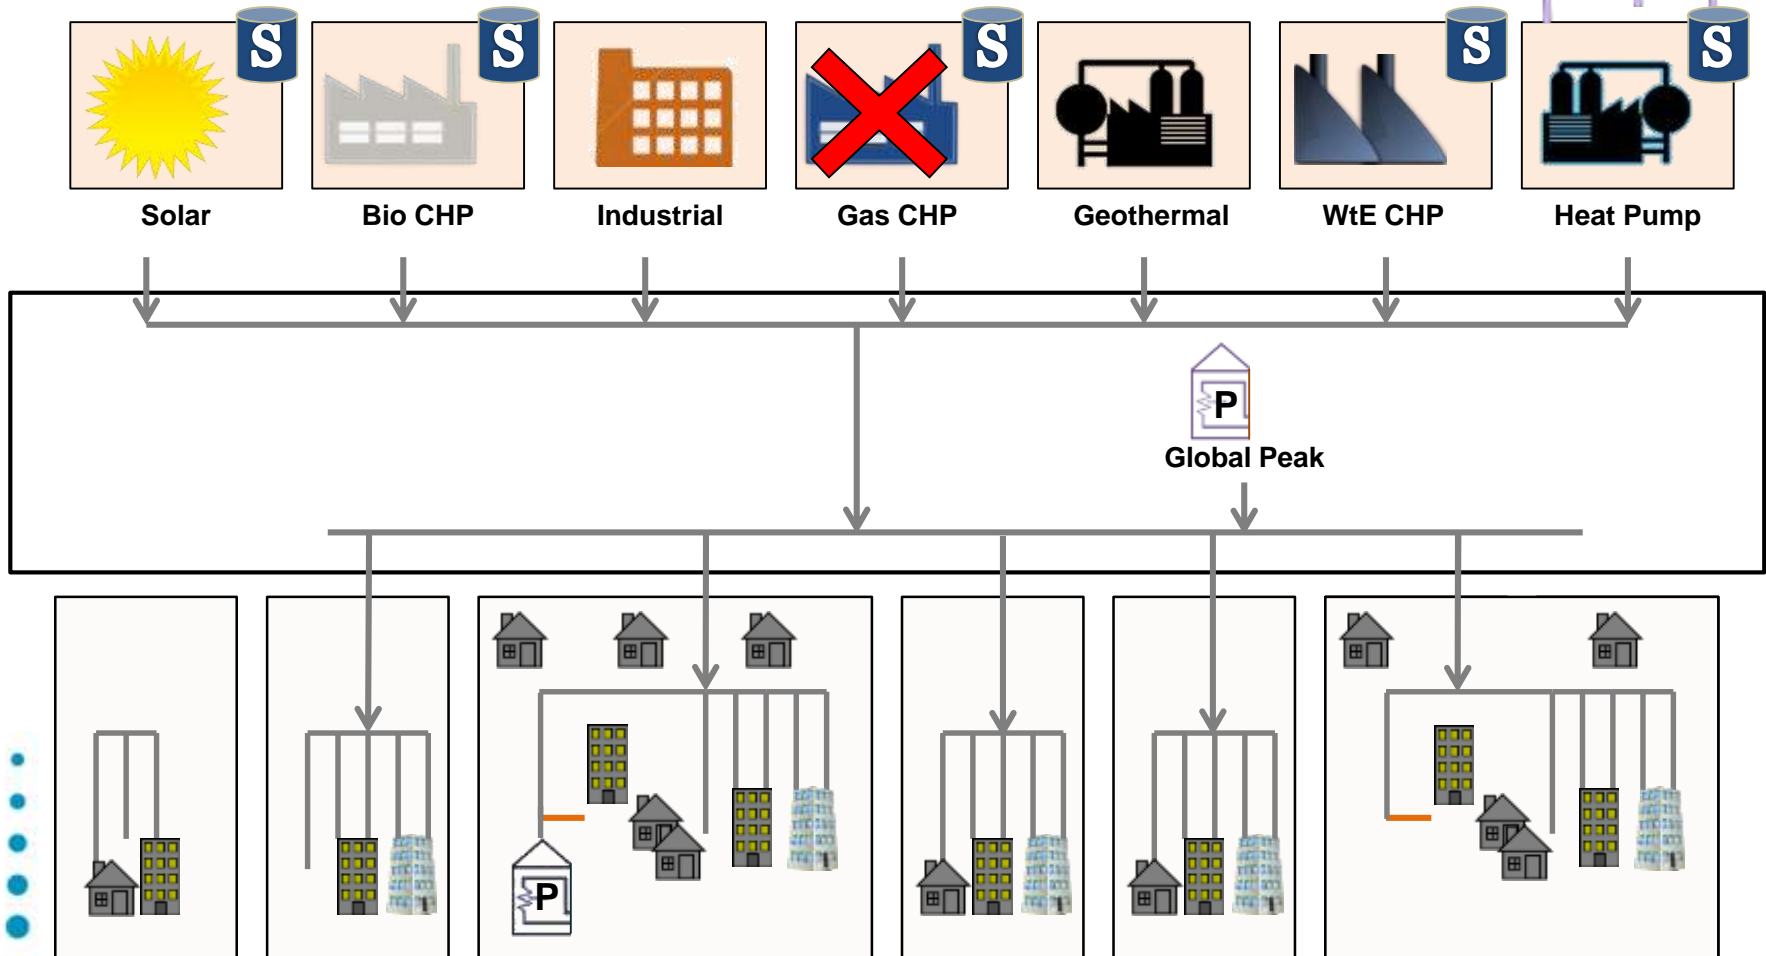 S S S S S
Solar Bio CHP Industrial Gas CHP Geothermal WtE CHP Heat Pump
P
Global Peak
P